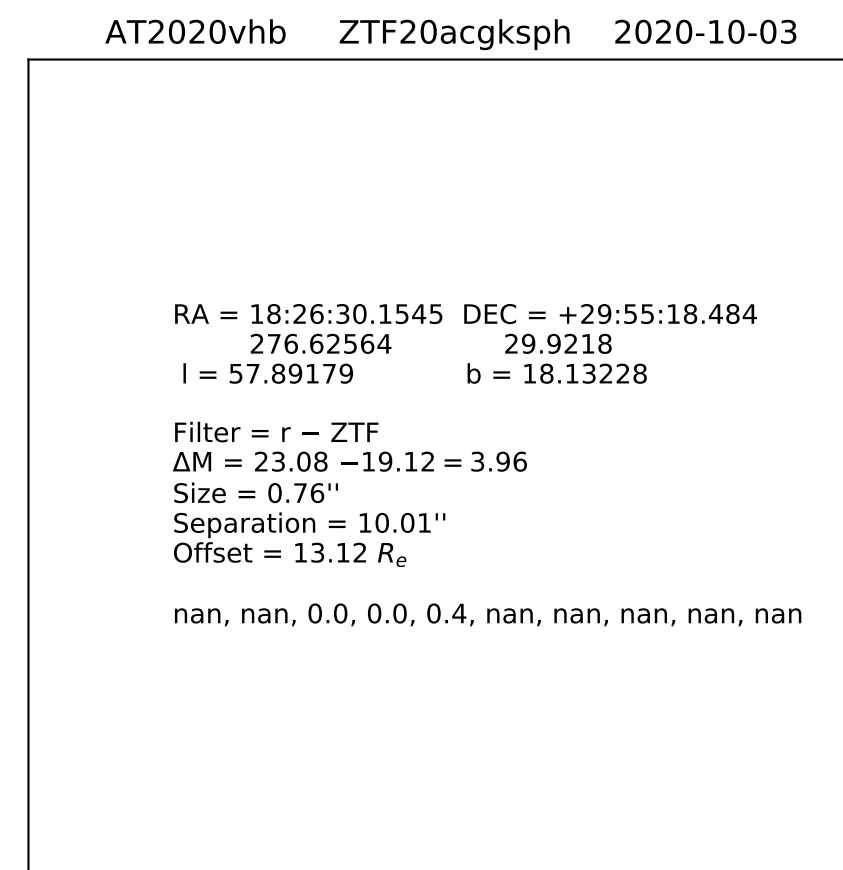 AT2020vhb ZTF20acgksph 2020-10-03
RA = 18:26:30.1545 DEC = +29:55:18.484
276.62564 29.9218
l = 57.89179 b = 18.13228
Filter = r − ZTF
ΔM = 23.08 −19.12 = 3.96
Size = 0.76''
Separation = 10.01''
Offset = 13.12 Rₑ
nan, nan, 0.0, 0.0, 0.4, nan, nan, nan, nan, nan